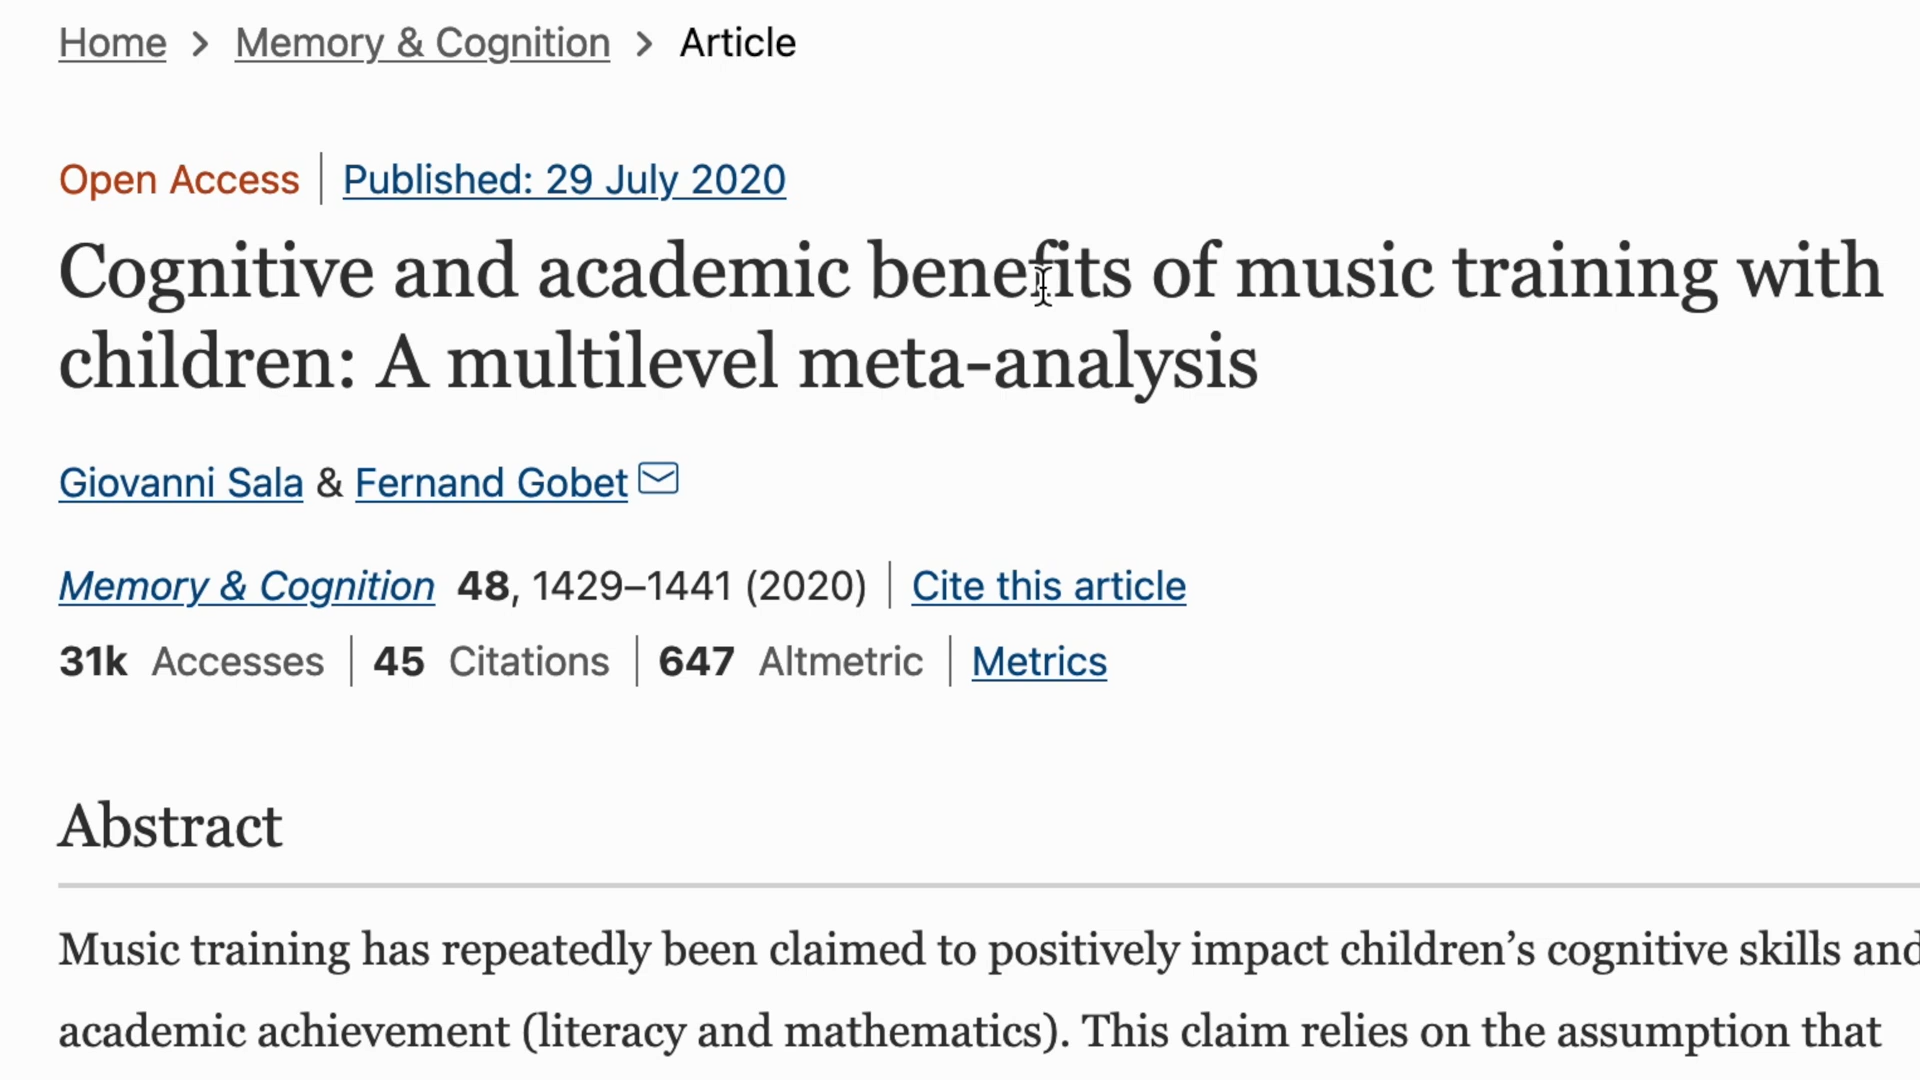 Home > Memory & Cognition > Article
Open Access | Published: 29 July 2020
Cognitive and academic benefits of music training with
children: A multilevel meta-analysis
Giovanni Sala & Fernand Gobet
Memory & Cognition 48, 1429–1441 (2020) | Cite this article
31k Accesses | 45 Citations | 647 Altmetric | Metrics
Abstract
Music training has repeatedly been claimed to positively impact children’s cognitive skills and
academic achievement (literacy and mathematics). This claim relies on the assumption that